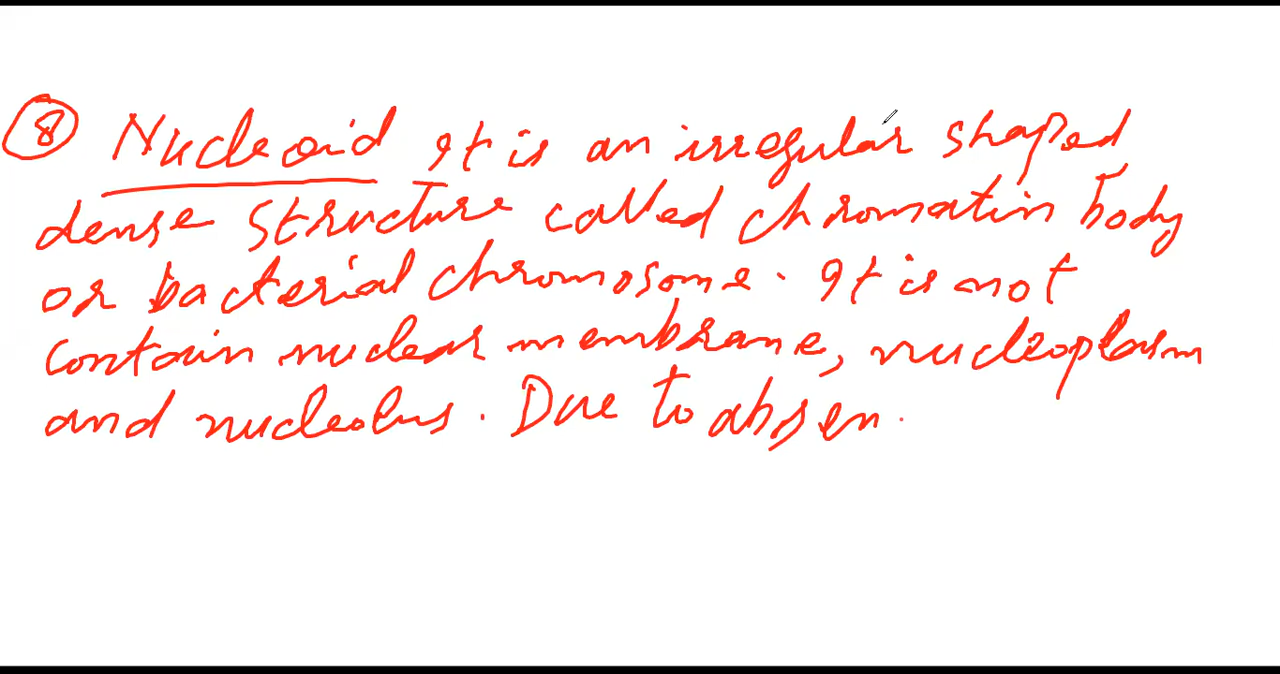 ⑧ Nucleoid It is an irregular shaped
dense structure called chromatin body
or bacterial chromosome. It is not
contain nuclear membrane, nucleoplasm
and nucleolus. Due to absen.